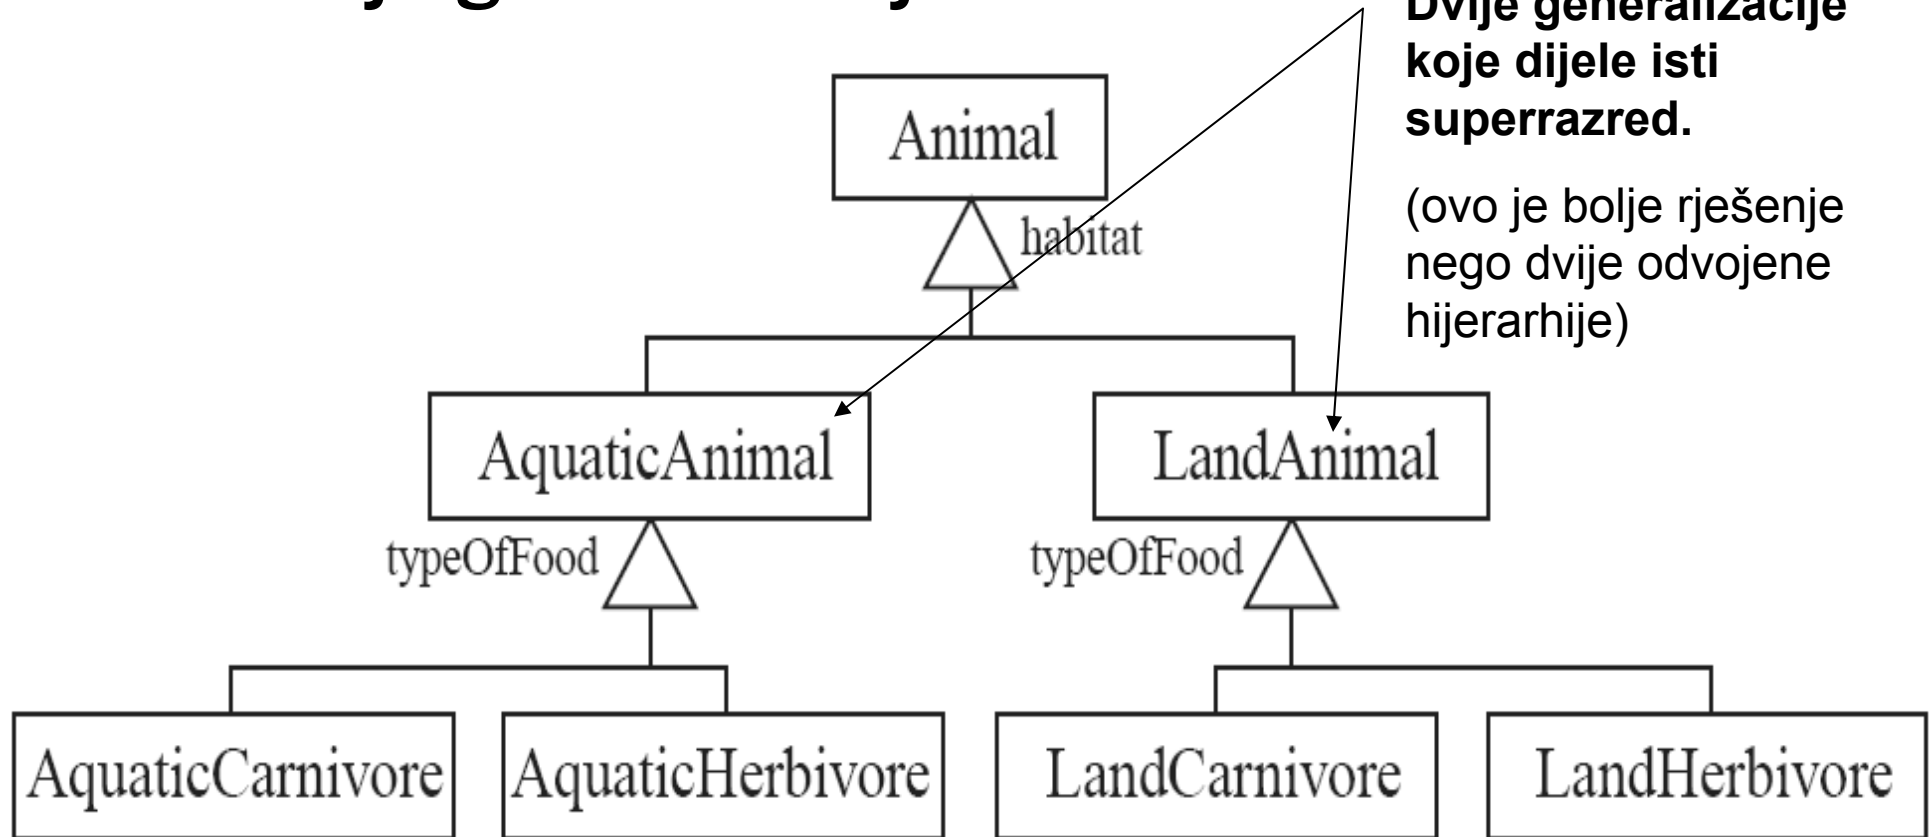 Dvije generalizacije
koje dijele isti
superrazred.
(ovo je bolje rješenje
nego dvije odvojene
hijerarhije)
Animal
habitat
AquaticAnimal
LandAnimal
typeOfFood
typeOfFood
AquaticCarnivore
AquaticHerbivore
LandCarnivore
LandHerbivore